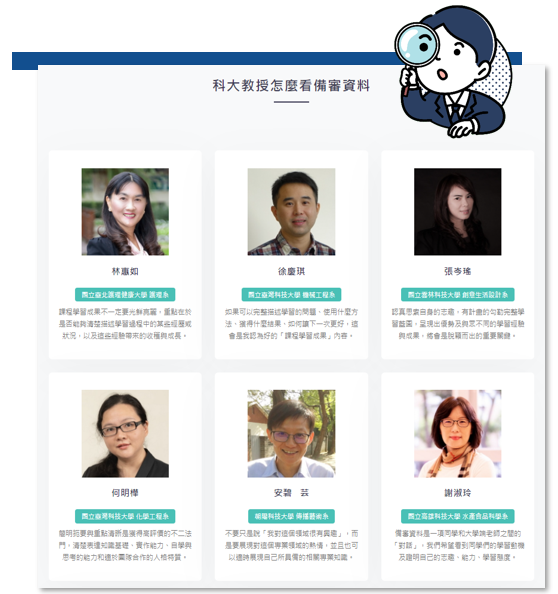 科大教授怎麼看備審資料
林惠如
徐慶琪
張岑瑤
國立臺北護理健康大學 護理系
國立臺灣科技大學 機械工程系
國立雲林科技大學 創意生活設計系
課程學習成果不一定要光鮮亮麗，重點在於
是否能夠清楚描述學習過程中的某些經歷或
狀況，以及這些經驗帶來的收穫與成長。
如果可以完整描述學習的問題、使用什麼方
法，獲得什麼結果，如何讓下一次更好，這
會是我認為好的「課程學習成果」內容。
認真思索自身的志趣，有計畫的勾勒完整學
習藍圖，呈現出優勢及與眾不同的學習經驗
與成果，將會是脫穎而出的重要關鍵。
何明樺
安碧 芸
謝淑玲
國立臺灣科技大學 化學工程系
朝陽科技大學 傳播藝術系
國立高雄科技大學 水產食品科學系
簡明扼要與重點清晰是獲得高評價的不二法
門，清楚表達知識基礎、實作能力、自學與
思考的能力和適於團隊合作的人格特質。
不要只是說「我對這個領域很有興趣」，而
是要展現對這個專業領域的熱情，並且也可
以適時展現自己所具備的相關專業知識。
備審資料是一項同學和大學端老師之間的
「對話」，我們希望看到同學們的學習動機
及證明自己的志趣、能力、學習態度。